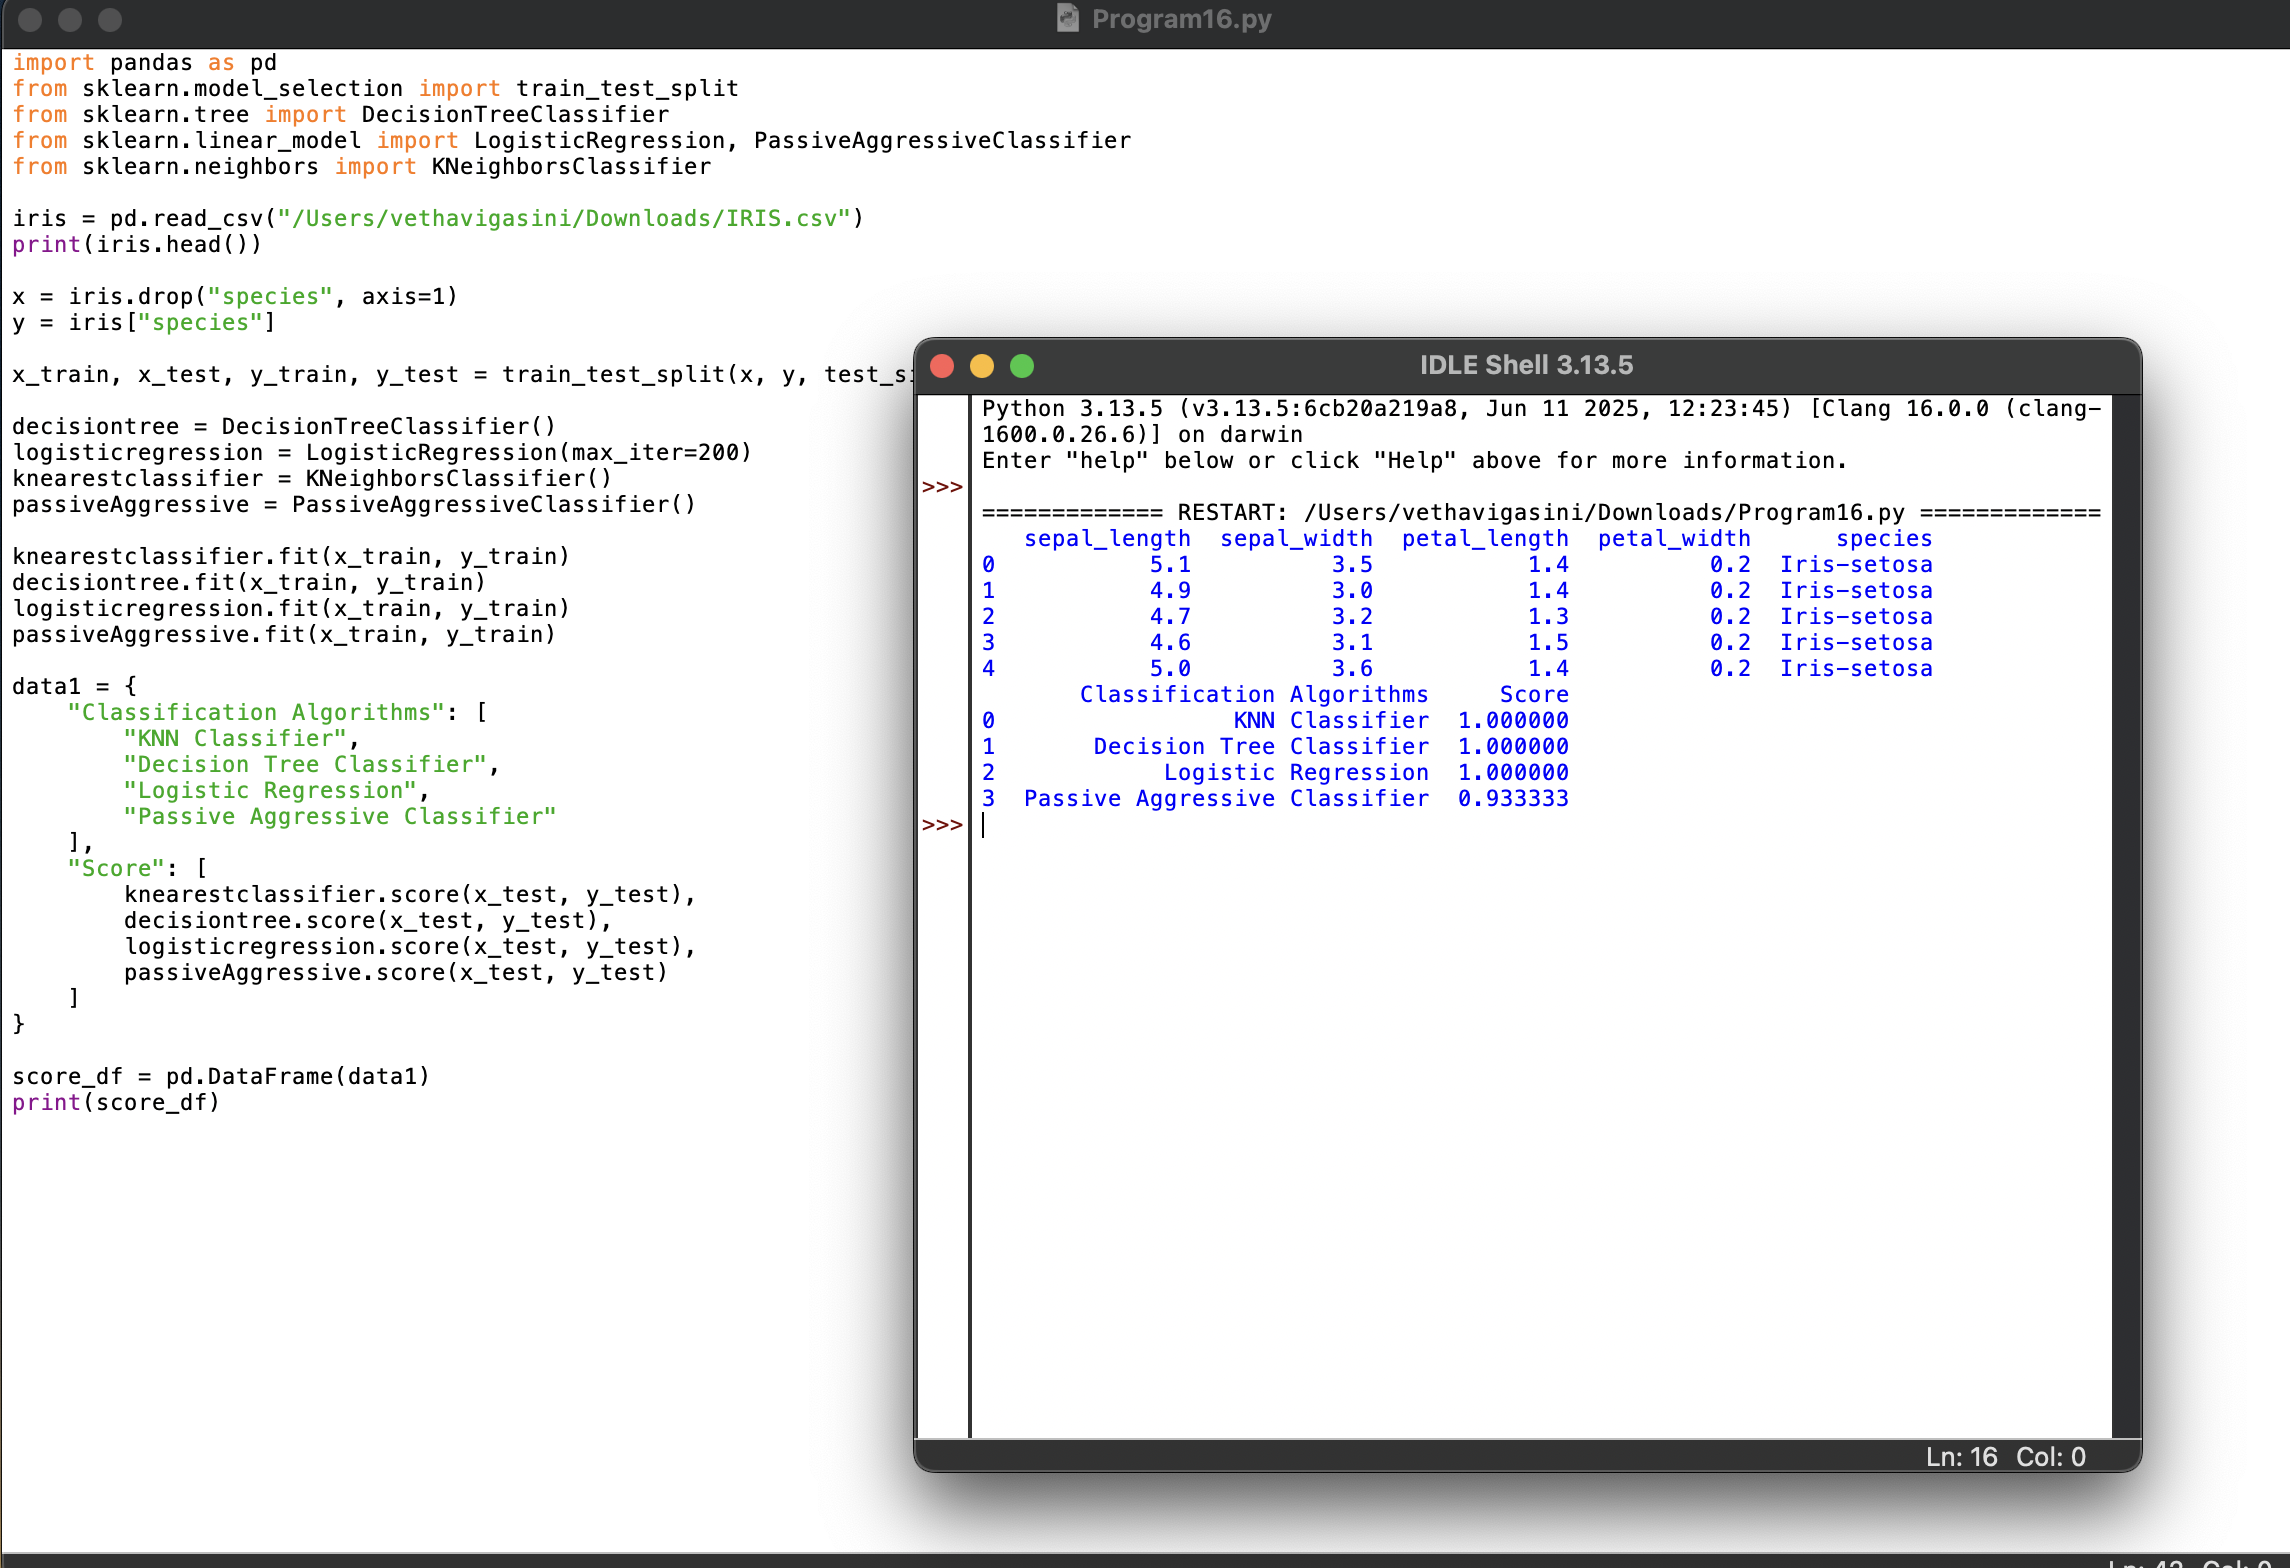 Program16.py
import pandas as pd
from sklearn.model_selection import train_test_split
from sklearn.tree import DecisionTreeClassifier
from sklearn.linear_model import LogisticRegression, PassiveAggressiveClassifier
from sklearn.neighbors import KNeighborsClassifier
iris = pd.read_csv("/Users/vethavigasini/Downloads/IRIS.csv")
print(iris.head())
x = iris.drop("species", axis=1)
y = iris["species"]
x_train, x_test, y_train, y_test = train_test_split(x, y, test_si
decisiontree = DecisionTreeClassifier()
logisticregression = LogisticRegression(max_iter=200)
knearestclassifier = KNeighborsClassifier()
passiveAggressive = PassiveAggressiveClassifier()
knearestclassifier.fit(x_train, y_train)
decisiontree.fit(x_train, y_train)
logisticregression.fit(x_train, y_train)
passiveAggressive.fit(x_train, y_train)
data1 = {
    "Classification Algorithms": [
        "KNN Classifier",
        "Decision Tree Classifier",
        "Logistic Regression",
        "Passive Aggressive Classifier"
    ],
    "Score": [
        knearestclassifier.score(x_test, y_test),
        decisiontree.score(x_test, y_test),
        logisticregression.score(x_test, y_test),
        passiveAggressive.score(x_test, y_test)
    ]
}
score_df = pd.DataFrame(data1)
print(score_df)
IDLE Shell 3.13.5
Python 3.13.5 (v3.13.5:6cb20a219a8, Jun 11 2025, 12:23:45) [Clang 16.0.0 (clang-
1600.0.26.6)] on darwin
Enter "help" below or click "Help" above for more information.
>>>
============= RESTART: /Users/vethavigasini/Downloads/Program16.py =============
   sepal_length  sepal_width  petal_length  petal_width      species
0           5.1          3.5           1.4          0.2  Iris-setosa
1           4.9          3.0           1.4          0.2  Iris-setosa
2           4.7          3.2           1.3          0.2  Iris-setosa
3           4.6          3.1           1.5          0.2  Iris-setosa
4           5.0          3.6           1.4          0.2  Iris-setosa
       Classification Algorithms     Score
0                 KNN Classifier  1.000000
1       Decision Tree Classifier  1.000000
2            Logistic Regression  1.000000
3  Passive Aggressive Classifier  0.933333
>>>
Ln: 16 Col: 0